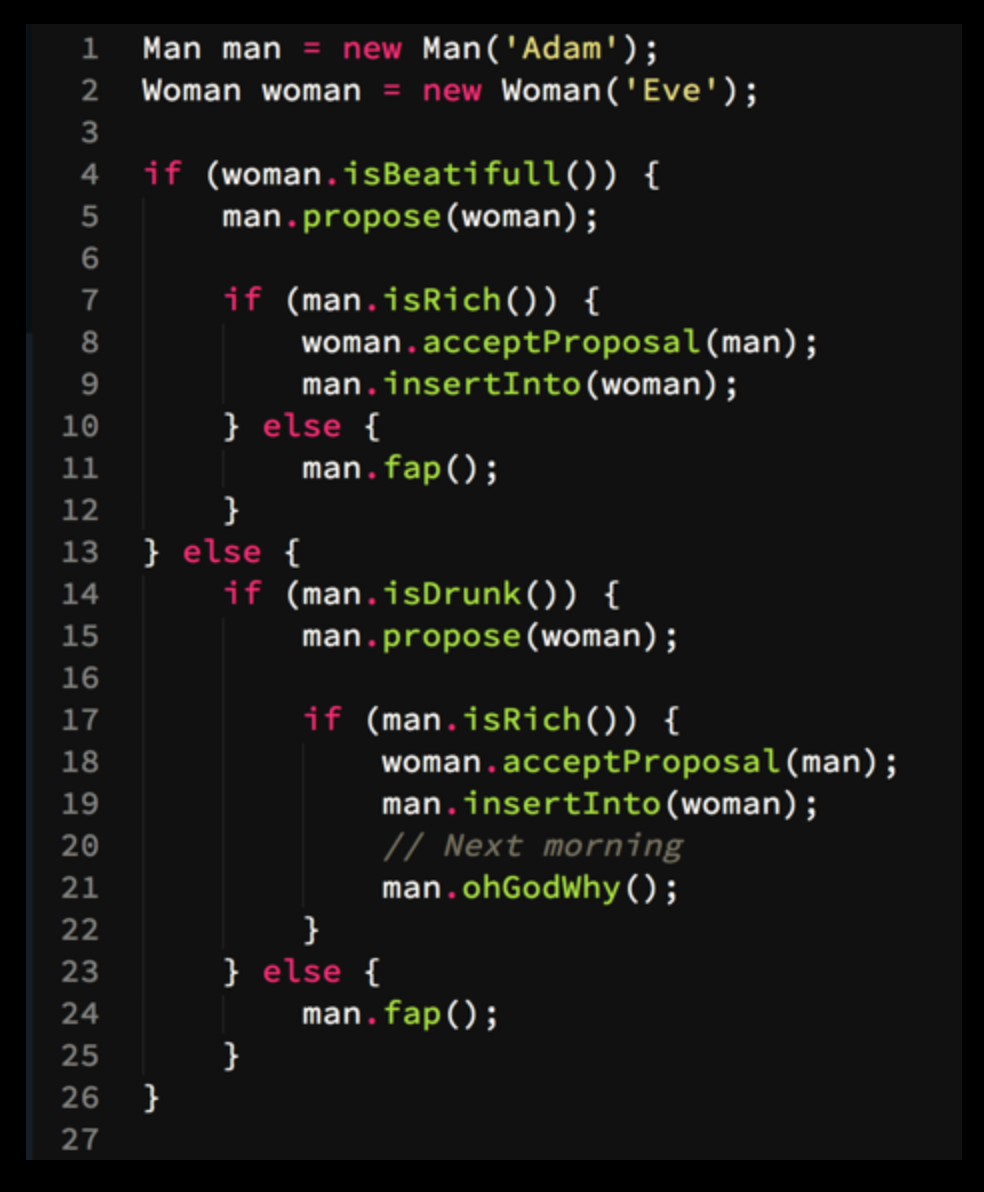 1 Man man = new Man('Adam');
2 Woman woman = new Woman('Eve');
3
4 if (woman.isBeatifull()) {
5     man.propose(woman);
6
7     if (man.isRich()) {
8         woman.acceptProposal(man);
9         man.insertInto(woman);
10     } else {
11         man.fap();
12     }
13 } else {
14     if (man.isDrunk()) {
15         man.propose(woman);
16
17         if (man.isRich()) {
18             woman.acceptProposal(man);
19             man.insertInto(woman);
20             // Next morning
21             man.ohGodWhy();
22         }
23     } else {
24         man.fap();
25     }
26 }
27